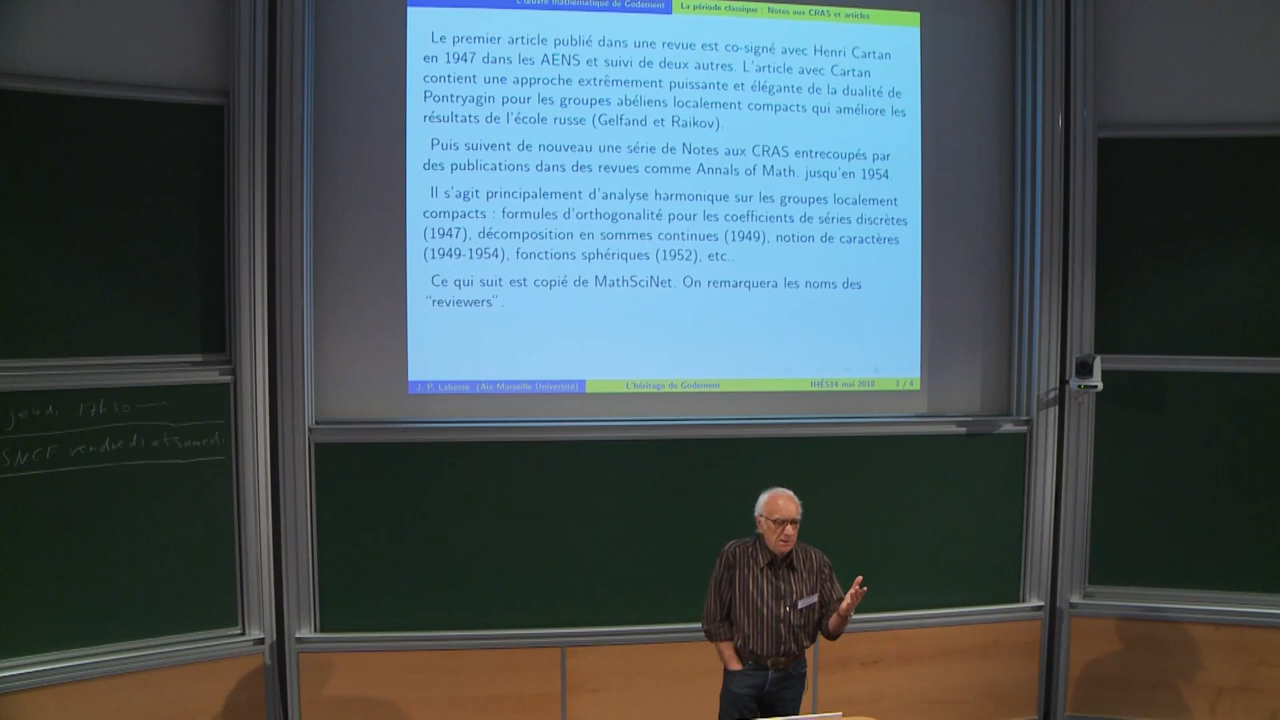 L'œuvre mathématique de Godement
La période classique : Notes aux CRAS et articles
Le premier article publié dans une revue est co-signé avec Henri Cartan
en 1947 dans les AENS et suivi de deux autres. L'article avec Cartan
contient une approche extrêmement puissante et élégante de la dualité de
Pontryagin pour les groupes abéliens localement compacts qui améliore les
résultats de l'école russe (Gelfand et Raikov).
Puis suivent de nouveau une série de Notes aux CRAS entrecoupés par
des publications dans des revues comme Annals of Math. jusqu'en 1954.
Il s'agit principalement d'analyse harmonique sur les groupes localement
compacts : formules d'orthogonalité pour les coefficients de séries discrètes
(1947), décomposition en sommes continues (1949), notion de caractères
(1949-1954), fonctions sphériques (1952), etc..
Ce qui suit est copié de MathSciNet. On remarquera les noms des
"reviewers".
J.-P. Labesse (Aix Marseille Université)
L'héritage de Godement
IHÉS14 mai 2018
jeudi 17h30
SNCF vendredi et samedi